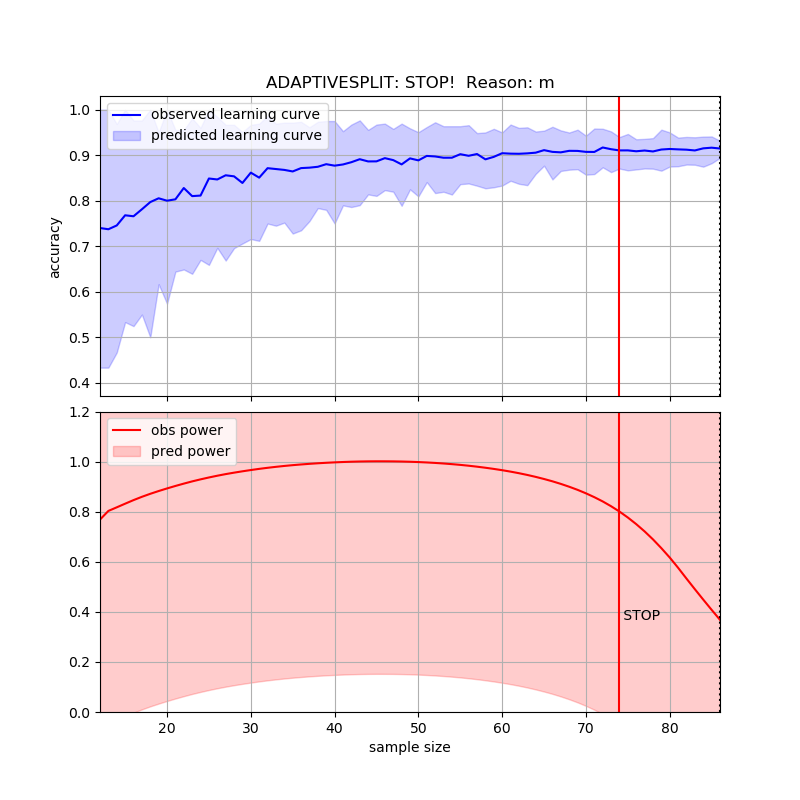 ADAPTIVESPLIT: STOP!  Reason: m
1.0
0.9
0.8
0.7
0.6
0.5
0.4
accuracy
observed learning curve
predicted learning curve
1.2
1.0
0.8
0.6
0.4
0.2
0.0
obs power
pred power
STOP
20 30 40 50 60 70 80
sample size